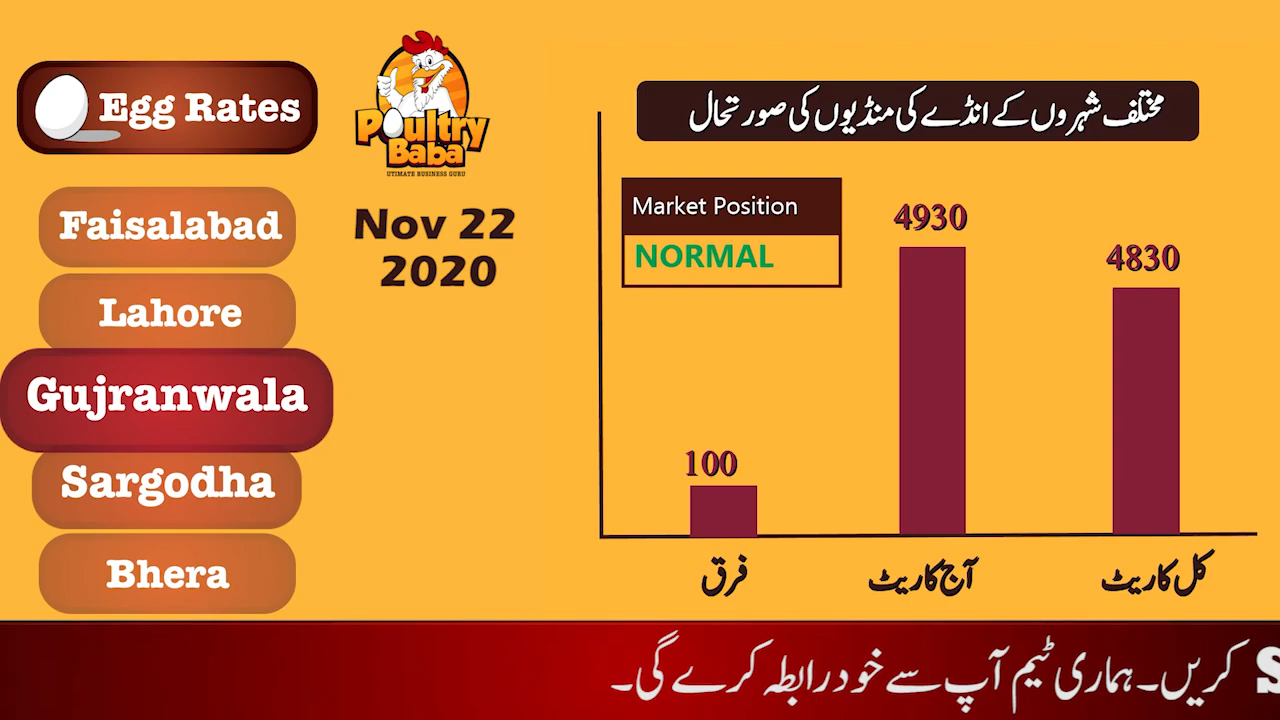 Egg Rates
Faisalabad
Lahore
Gujranwala
Sargodha
Bhera
Poultry
Baba
UTIMATE BUSINESS GURU
Nov 22
2020
مختلف شہروں کے انڈے کی منڈیوں کی صورتحال
Market Position
NORMAL
100
4930
4830
فرق
آج کا ریٹ
کل کا ریٹ
کریں۔ ہماری ٹیم آپ سے خود رابطہ کرے گی۔